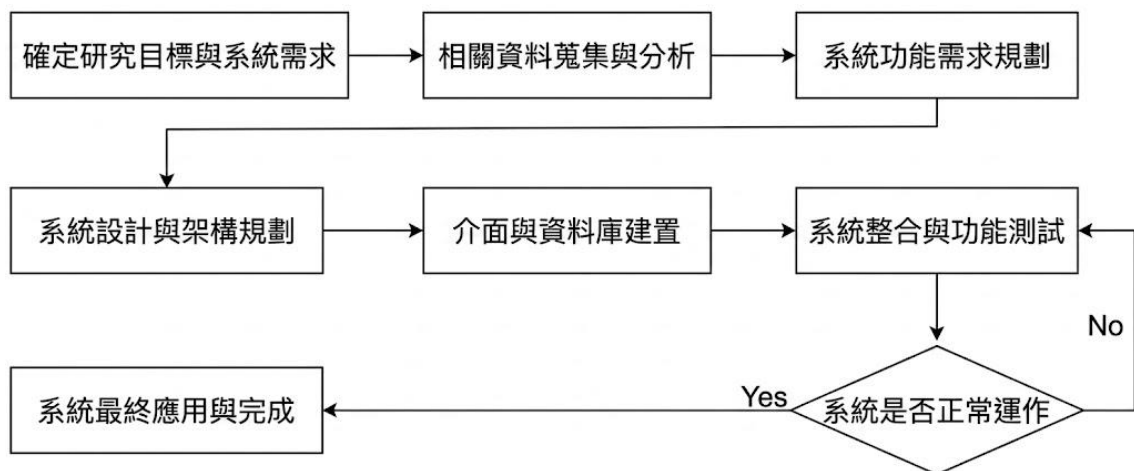 確定研究目標與系統需求
相關資料蒐集與分析
系統功能需求規劃
系統設計與架構規劃
介面與資料庫建置
系統整合與功能測試
No
系統最終應用與完成
Yes
系統是否正常運作